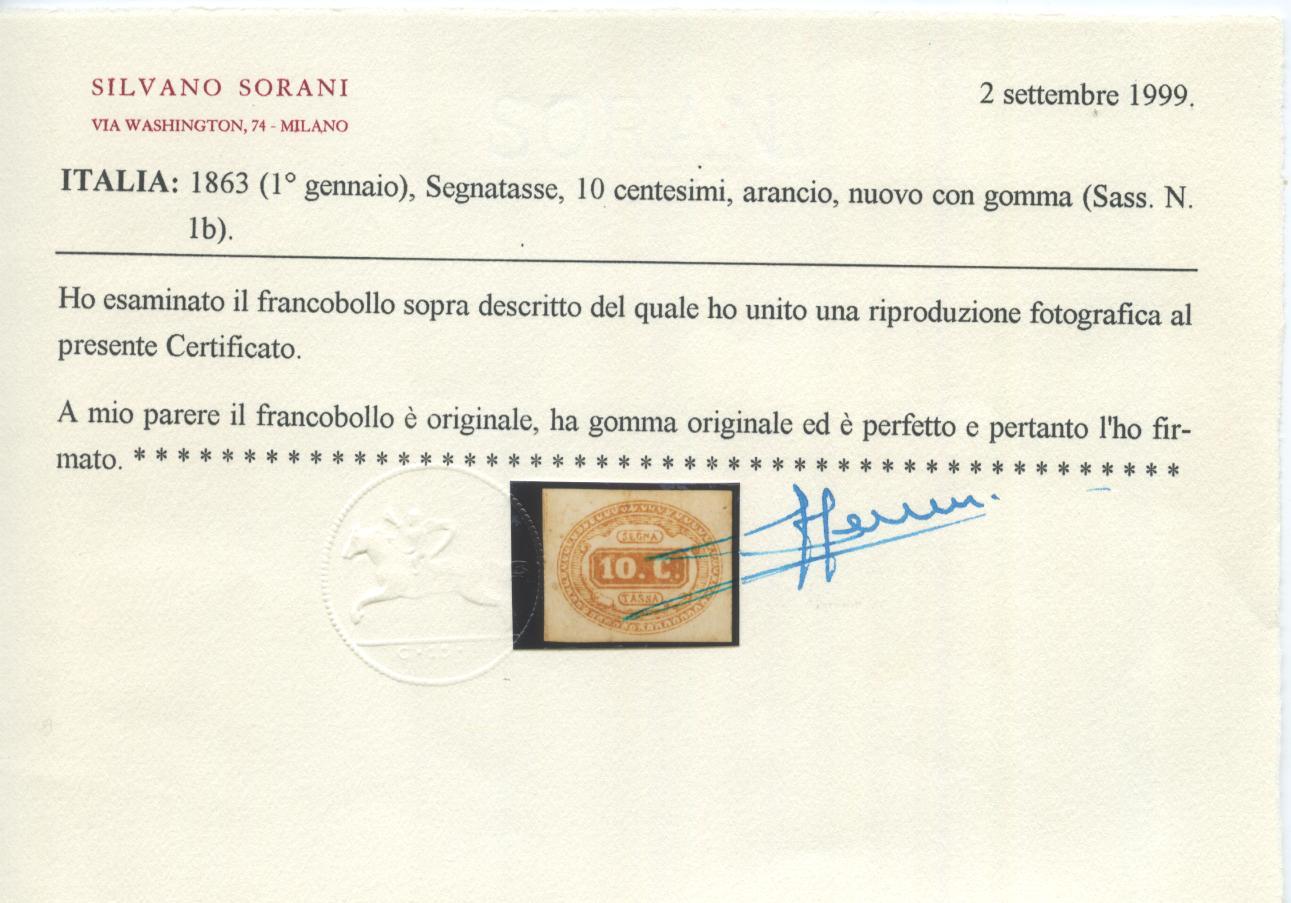 SILVANO SORANI
VIA WASHINGTON, 74 - MILANO
2 settembre 1999.
ITALIA: 1863 (1° gennaio), Segnatasse, 10 centesimi, arancio, nuovo con gomma (Sass. N.
1b).
Ho esaminato il francobollo sopra descritto del quale ho unito una riproduzione fotografica al
presente Certificato.
A mio parere il francobollo è originale, ha gomma originale ed è perfetto e pertanto l'ho fir-
mato. * * * * * * * * * * * * * * * * * * * * * * * * * * * * * * * * * * * * * * * * * * * * * * * *
SEGNA
10. C.
TASSA